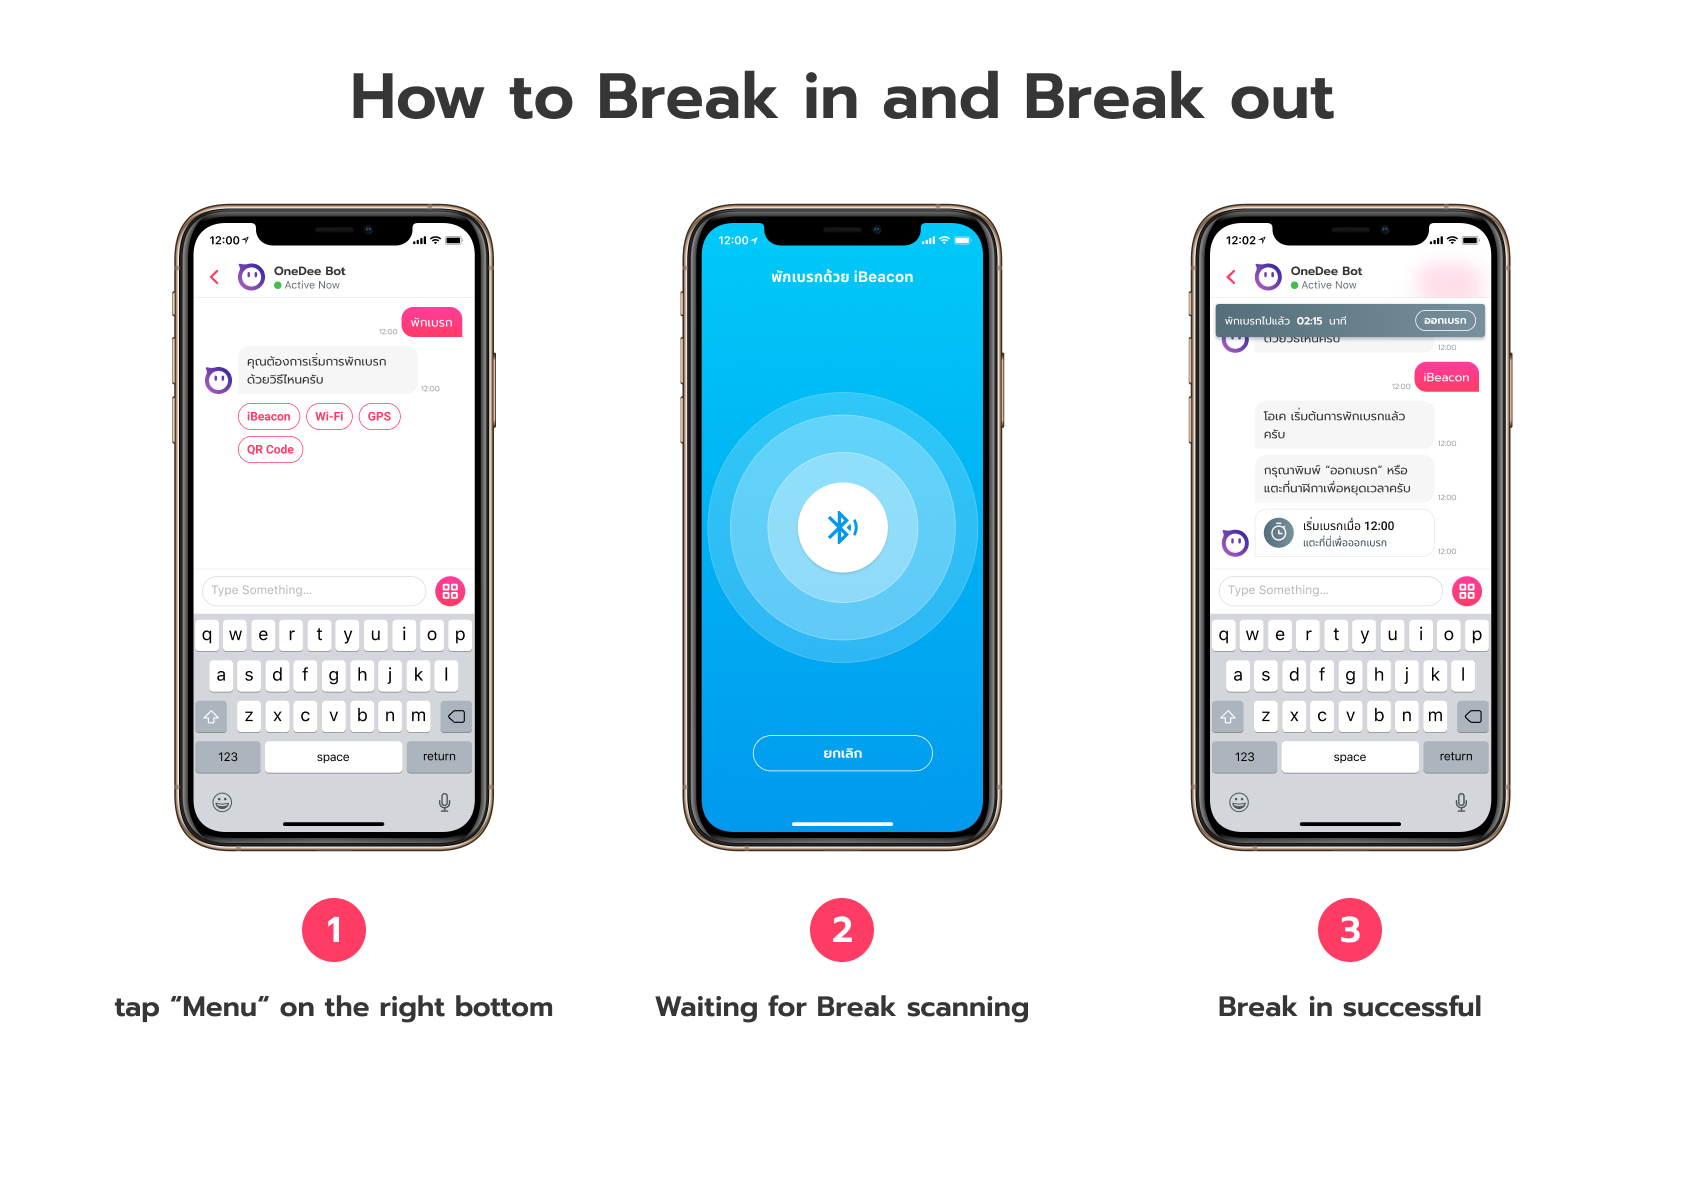 How to Break in and Break out
12:00
OneDee Bot
Active Now
พักเบรก
12:00
คุณต้องการเริ่มการพักเบรก
ด้วยวิธีไหนครับ
12:00
iBeacon
Wi-Fi
GPS
QR Code
Type Something...
q w e r t y u i o p
a s d f g h j k l
z x c v b n m
123
space
return
12:00
พักเบรกด้วย iBeacon
ยกเลิก
12:02
OneDee Bot
Active Now
พักเบรกไปแล้ว 02:15 นาที
ออกเบรก
ด้วยวิธีไหนครับ
12:00
iBeacon
12:00
โอเค เริ่มต้นการพักเบรกแล้ว
ครับ
12:00
กรุณาพิมพ์ “ออกเบรก” หรือ
แตะที่นาฬิกาเพื่อหยุดเวลาครับ
12:00
เริ่มเบรกเมื่อ 12:00
แตะที่นี่เพื่อออกเบรก
12:00
Type Something...
q w e r t y u i o p
a s d f g h j k l
z x c v b n m
123
space
return
1
tap “Menu“ on the right bottom
2
Waiting for Break scanning
3
Break in successful